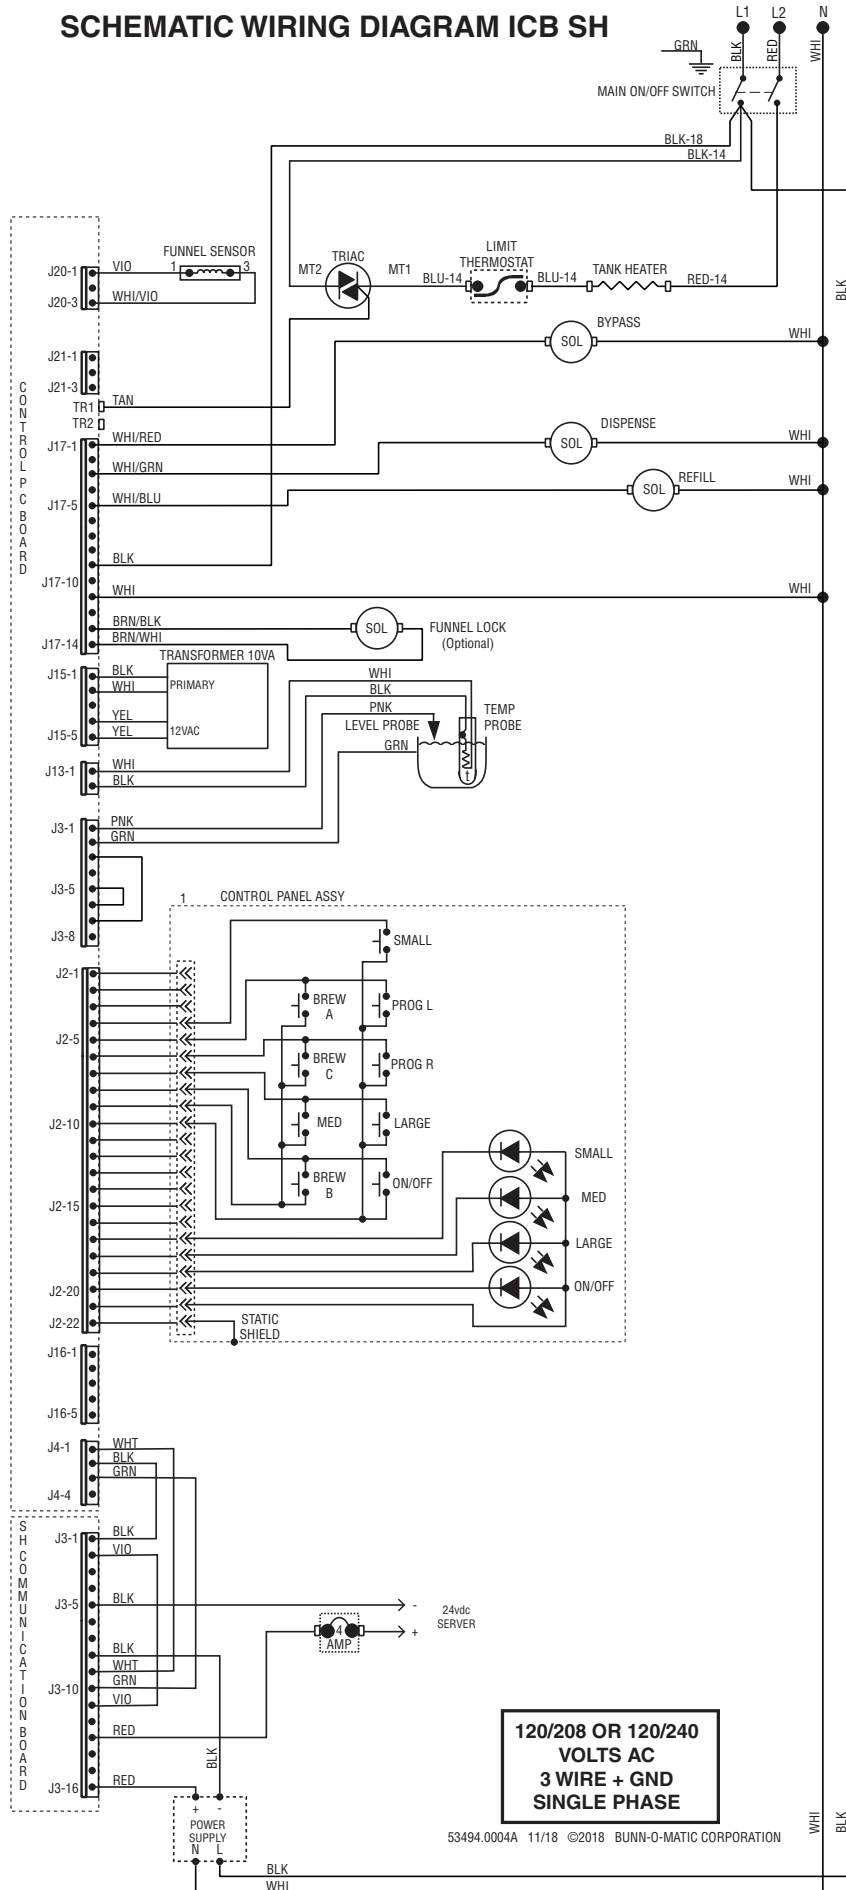 SCHEMATIC WIRING DIAGRAM ICB SH
L1
L2
N
GRN
BLK
RED
WHI
MAIN ON/OFF SWITCH
BLK-18
BLK-14
BLK
CONTROL PC BOARD
J20-1
VIO
FUNNEL SENSOR
1
3
J20-3
WHI/VIO
TRIAC
MT2
MT1
LIMIT
THERMOSTAT
BLU-14
BLU-14
TANK HEATER
RED-14
BYPASS
SOL
WHI
J21-1
J21-3
TR1
TAN
TR2
J17-1
WHI/RED
DISPENSE
SOL
WHI
WHI/GRN
REFILL
SOL
WHI
J17-5
WHI/BLU
BLK
J17-10
WHI
WHI
BRN/BLK
SOL
FUNNEL LOCK
(Optional)
J17-14
BRN/WHI
TRANSFORMER 10VA
J15-1
BLK
WHI
PRIMARY
YEL
J15-5
YEL
12VAC
WHI
BLK
PNK
LEVEL PROBE
TEMP
PROBE
GRN
t
J13-1
WHI
BLK
J3-1
PNK
GRN
J3-5
J3-8
1
CONTROL PANEL ASSY
SMALL
J2-1
BREW
A
PROG L
J2-5
BREW
C
PROG R
J2-10
MED
LARGE
BREW
B
ON/OFF
SMALL
J2-15
MED
LARGE
J2-20
ON/OFF
J2-22
STATIC
SHIELD
J16-1
J16-5
J4-1
WHT
BLK
GRN
J4-4
SH COMMUNICATION BOARD
J3-1
BLK
VIO
J3-5
BLK
-
24vdc
SERVER
+
4
AMP
BLK
WHT
J3-10
GRN
VIO
RED
BLK
J3-16
RED
+ -
POWER
SUPPLY
N L
BLK
WHI
120/208 OR 120/240
VOLTS AC
3 WIRE + GND
SINGLE PHASE
53494.0004A 11/18 ©2018 BUNN-O-MATIC CORPORATION
WHI
BLK